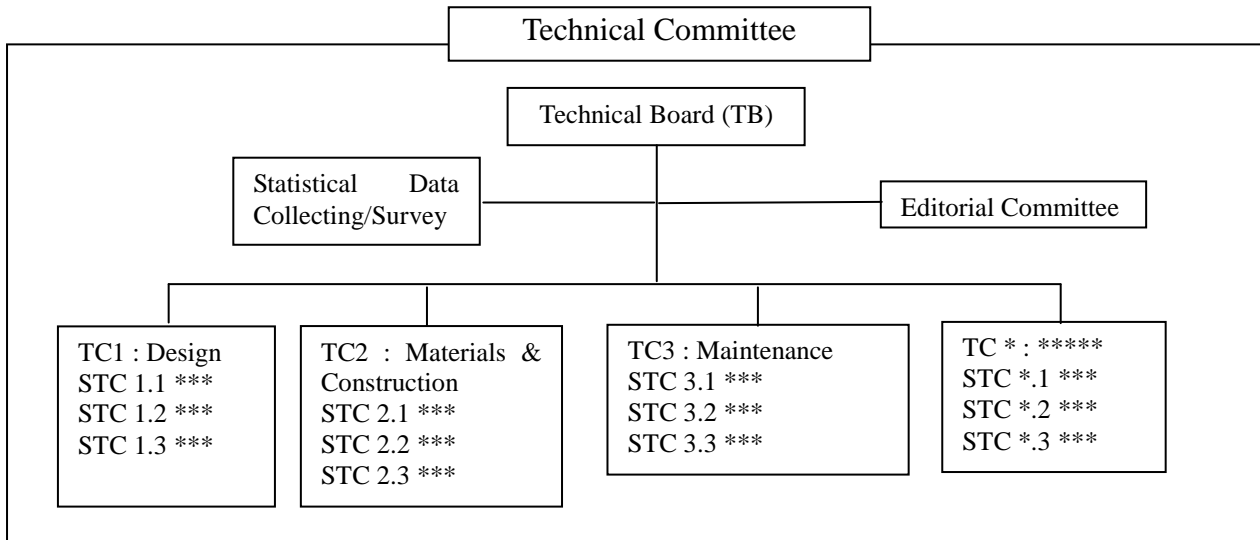 Technical Committee
Technical Board (TB)
Statistical Data
Collecting/Survey
Editorial Committee
TC1 : Design
STC 1.1 ***
STC 1.2 ***
STC 1.3 ***
TC2 : Materials &
Construction
STC 2.1 ***
STC 2.2 ***
STC 2.3 ***
TC3 : Maintenance
STC 3.1 ***
STC 3.2 ***
STC 3.3 ***
TC * : *****
STC *.1 ***
STC *.2 ***
STC *.3 ***